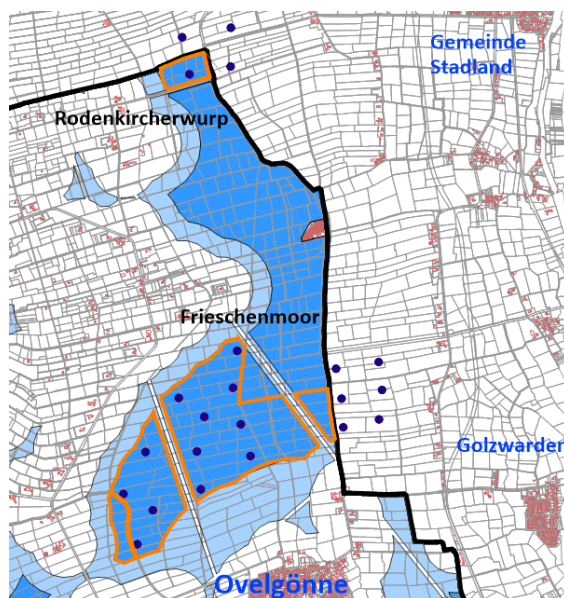 Gemeinde
Stadland
Rodenkircherwurp
Frieschenmoor
Golzwarden
Ovelgönne